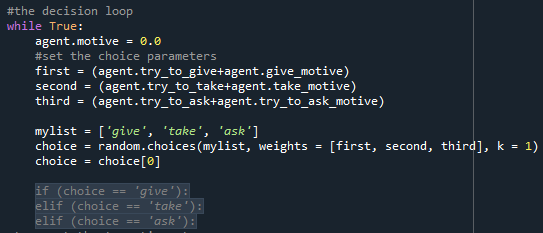 #the decision loop
while True:
    agent.motive = 0.0
    #set the choice parameters
    first = (agent.try_to_give+agent.give_motive)
    second = (agent.try_to_take+agent.take_motive)
    third = (agent.try_to_ask+agent.try_to_ask_motive)

    mylist = ['give', 'take', 'ask']
    choice = random.choices(mylist, weights = [first, second, third], k = 1)
    choice = choice[0]

    if (choice == 'give'):
    elif (choice == 'take'):
    elif (choice == 'ask'):